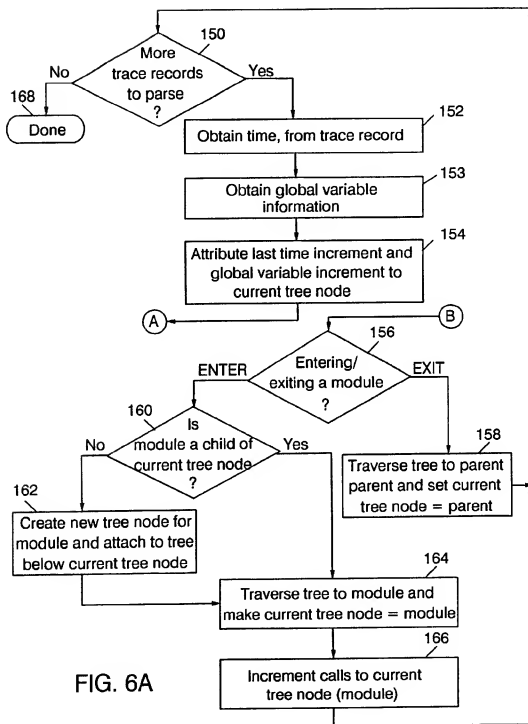 150
More
trace records
to parse
?
No
Yes
168
Done
152
Obtain time, from trace record
153
Obtain global variable
information
154
Attribute last time increment and
global variable increment to
current tree node
A
B
156
Entering/
exiting a module
?
ENTER
EXIT
160
Is
module a child of
current tree node
?
No
Yes
158
Traverse tree to parent
parent and set current
tree node = parent
162
Create new tree node for
module and attach to tree
below current tree node
164
Traverse tree to module and
make current tree node = module
166
Increment calls to current
tree node (module)
FIG. 6A